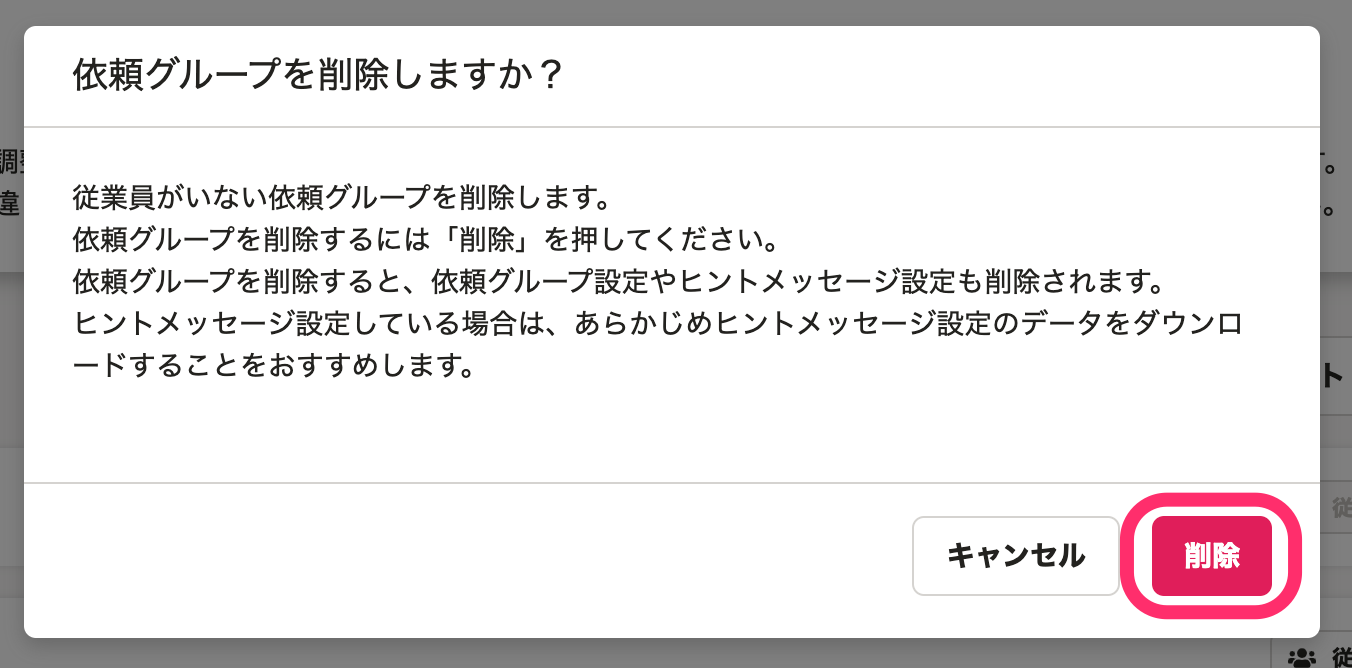 依頼グループを削除しますか？
調
違
す。
。
従業員がいない依頼グループを削除します。
依頼グループを削除するには「削除」を押してください。
依頼グループを削除すると、依頼グループ設定やヒントメッセージ設定も削除されます。
ヒントメッセージ設定している場合は、あらかじめヒントメッセージ設定のデータをダウンロ
ードすることをおすすめします。
ト
従
キャンセル
削除
従